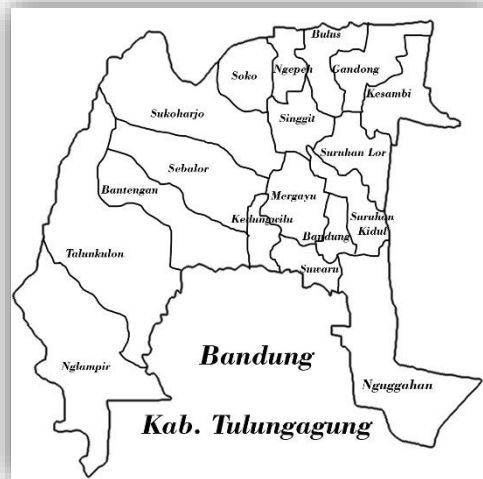 Bulus
Soko
Ngepeh
Gandong
Kesambi
Sukoharjo
Singgit
Suruhan Lor
Sebalor
Bantengan
Mergayu
Kedungwilu
Suruhan
Kidul
Bandung
Talunkulon
Suwaru
Nglampir
Bandung
Nguggahan
Kab. Tulungagung